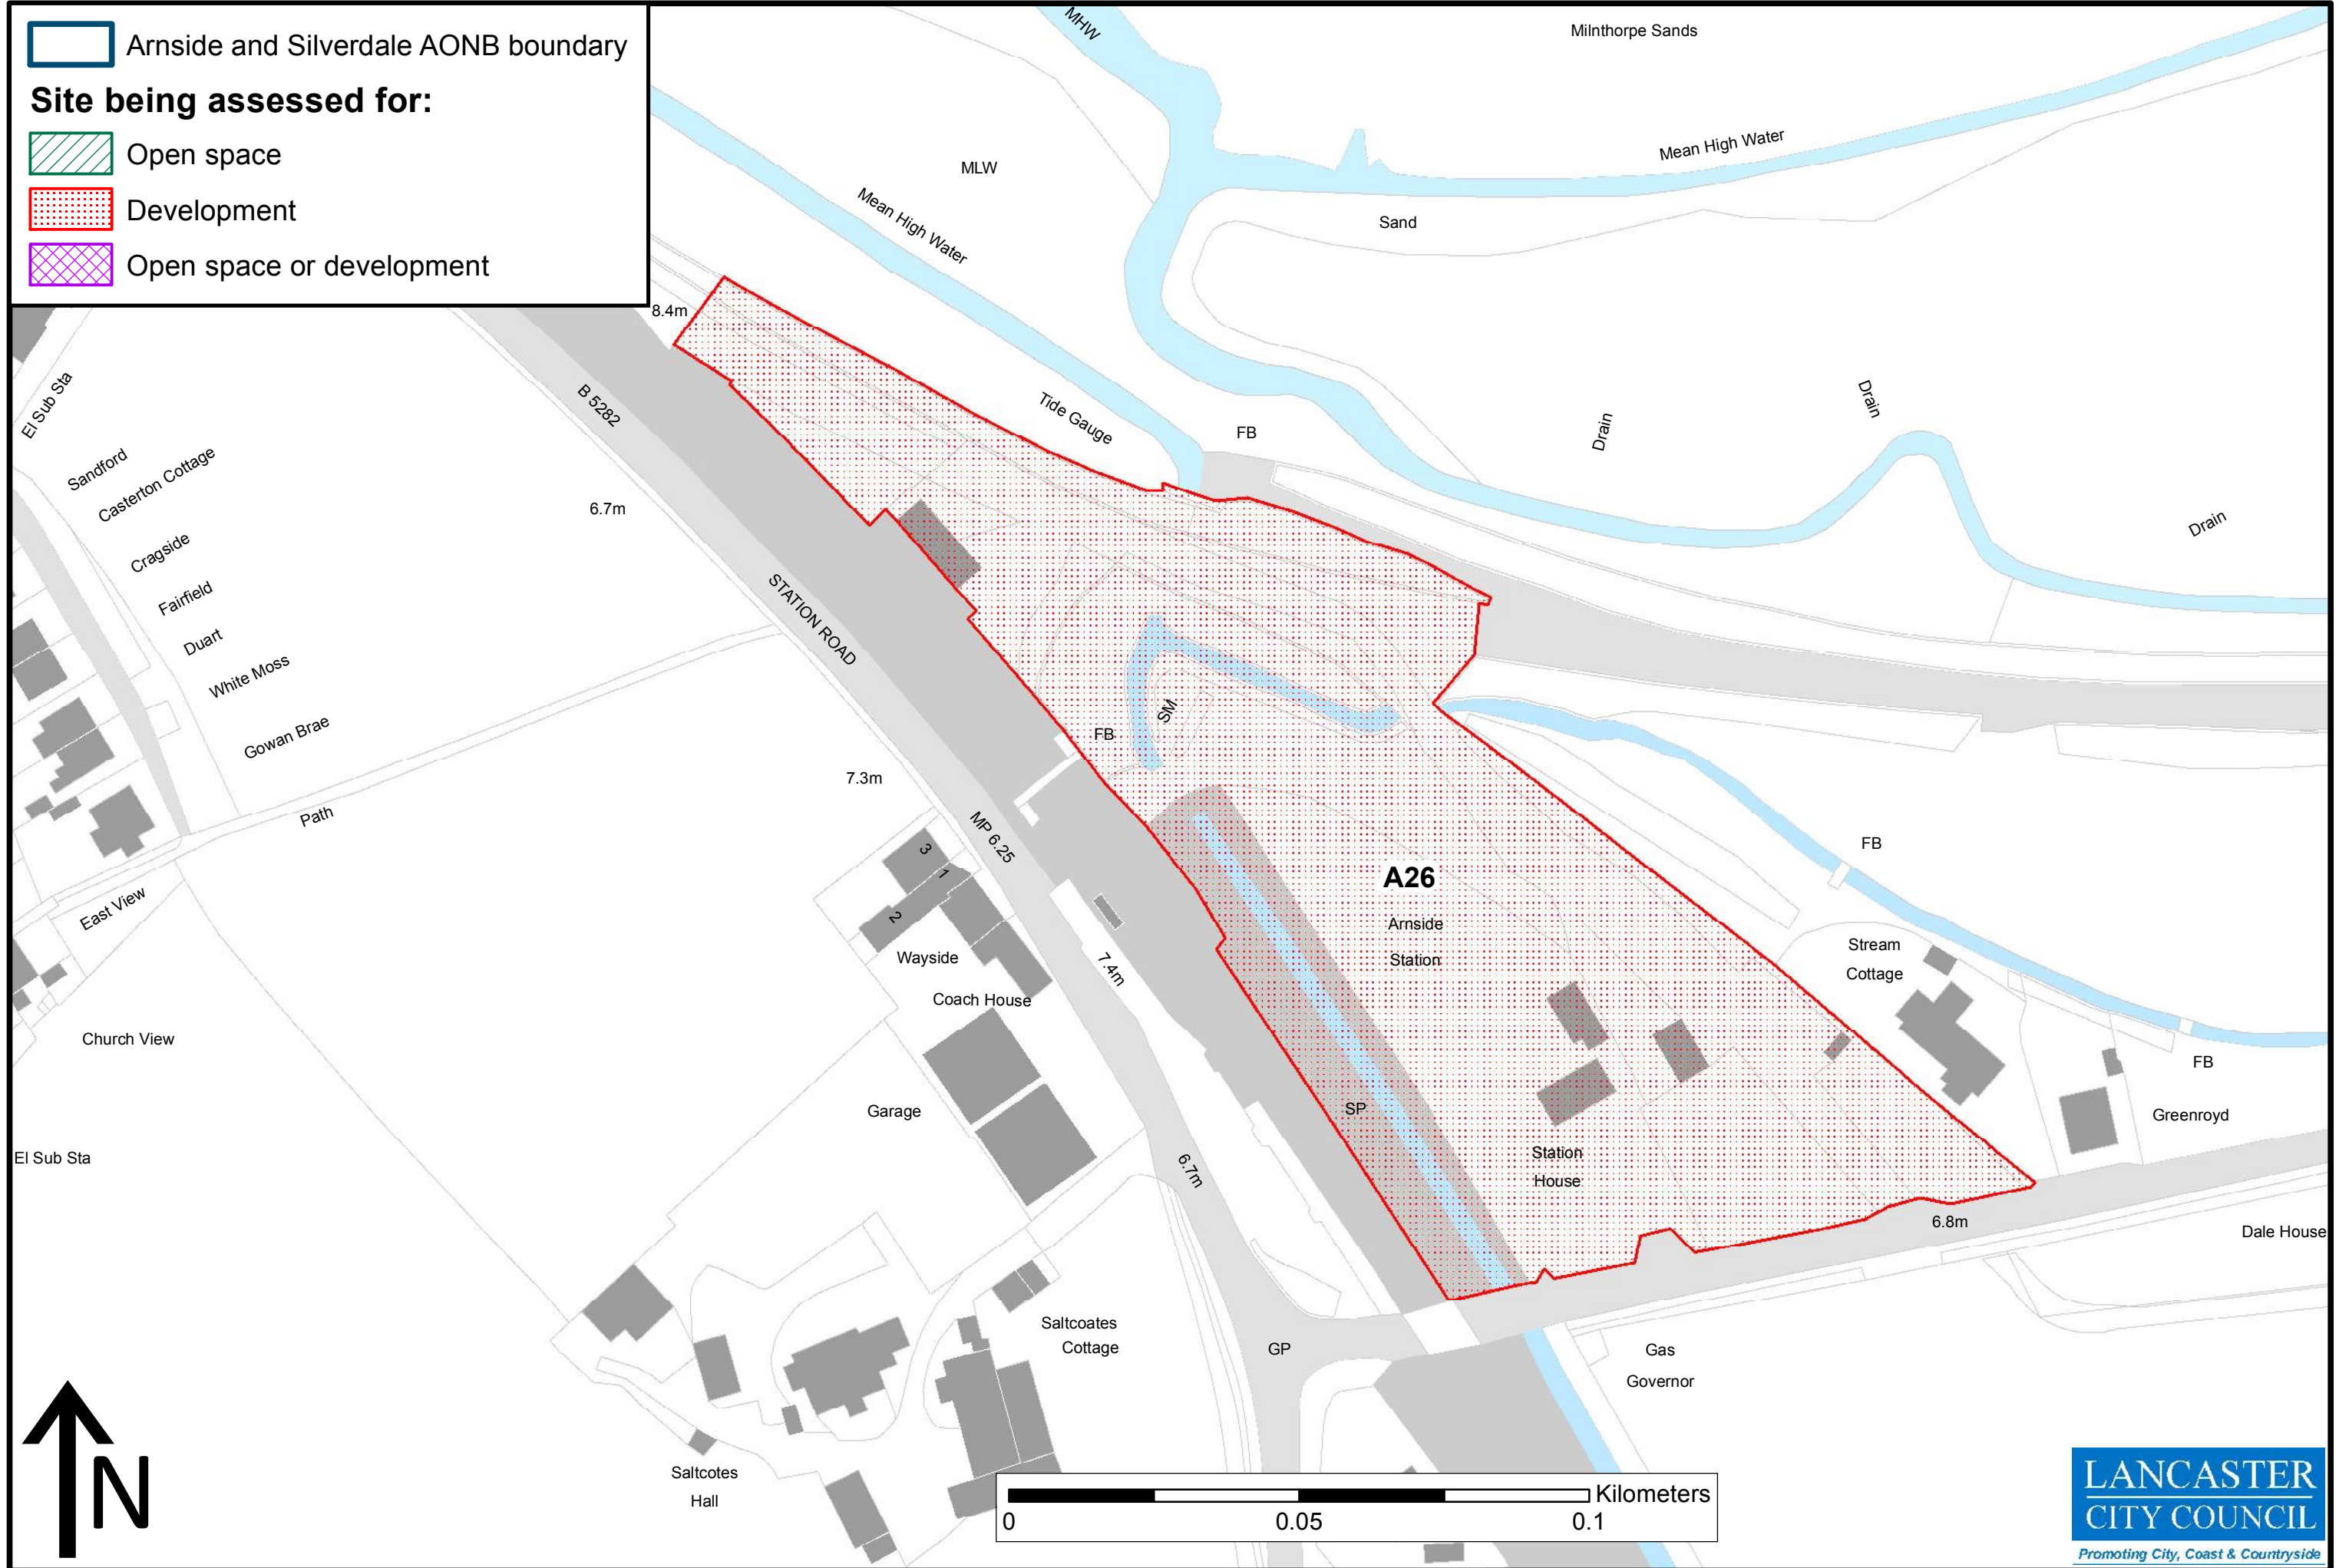 Arnside and Silverdale AONB boundary
Site being assessed for:
Open space
Development
Open space or development
MHW
Milnthorpe Sands
Mean High Water
MLW
Mean High Water
Sand
8.4m
Tide Gauge
FB
Drain
Drain
Drain
B 5282
El Sub Sta
Sandford
Casterton Cottage
Cragside
Fairfield
Duart
White Moss
Gowan Brae
6.7m
STATION ROAD
SM
FB
7.3m
Path
MP 6.25
3
1
2
East View
Wayside
Coach House
7.4m
A26
Arnside
Station
FB
Stream
Cottage
Church View
Garage
SP
FB
Greenroyd
El Sub Sta
6.7m
Station
House
6.8m
Dale House
Saltcoates
Cottage
GP
Gas
Governor
Saltcotes
Hall
N
Kilometers
0
0.05
0.1
LANCASTER
CITY COUNCIL
Promoting City, Coast & Countryside